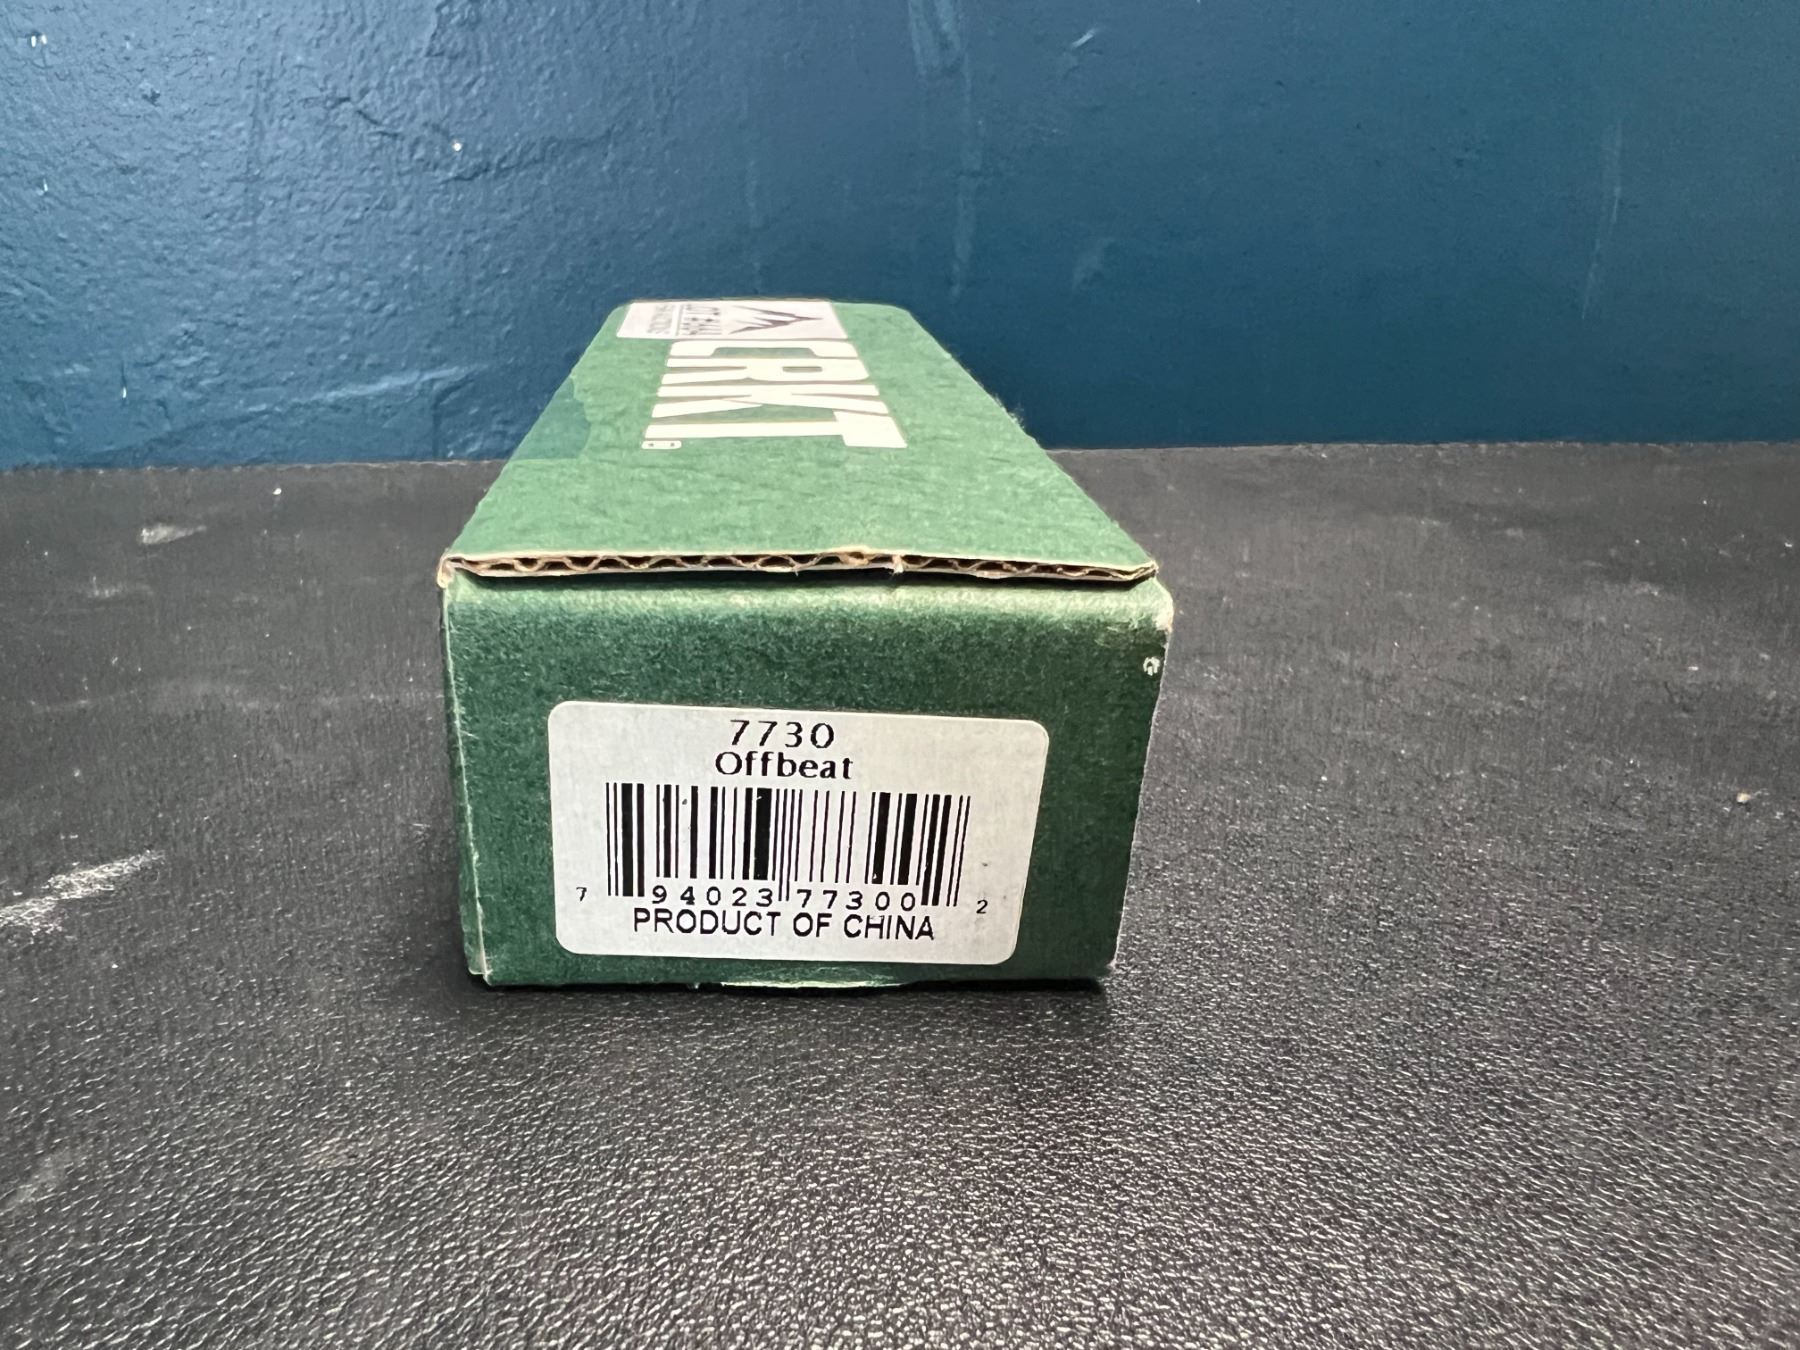 CRKT
7730
Offbeat
7 94023 77300 2
PRODUCT OF CHINA